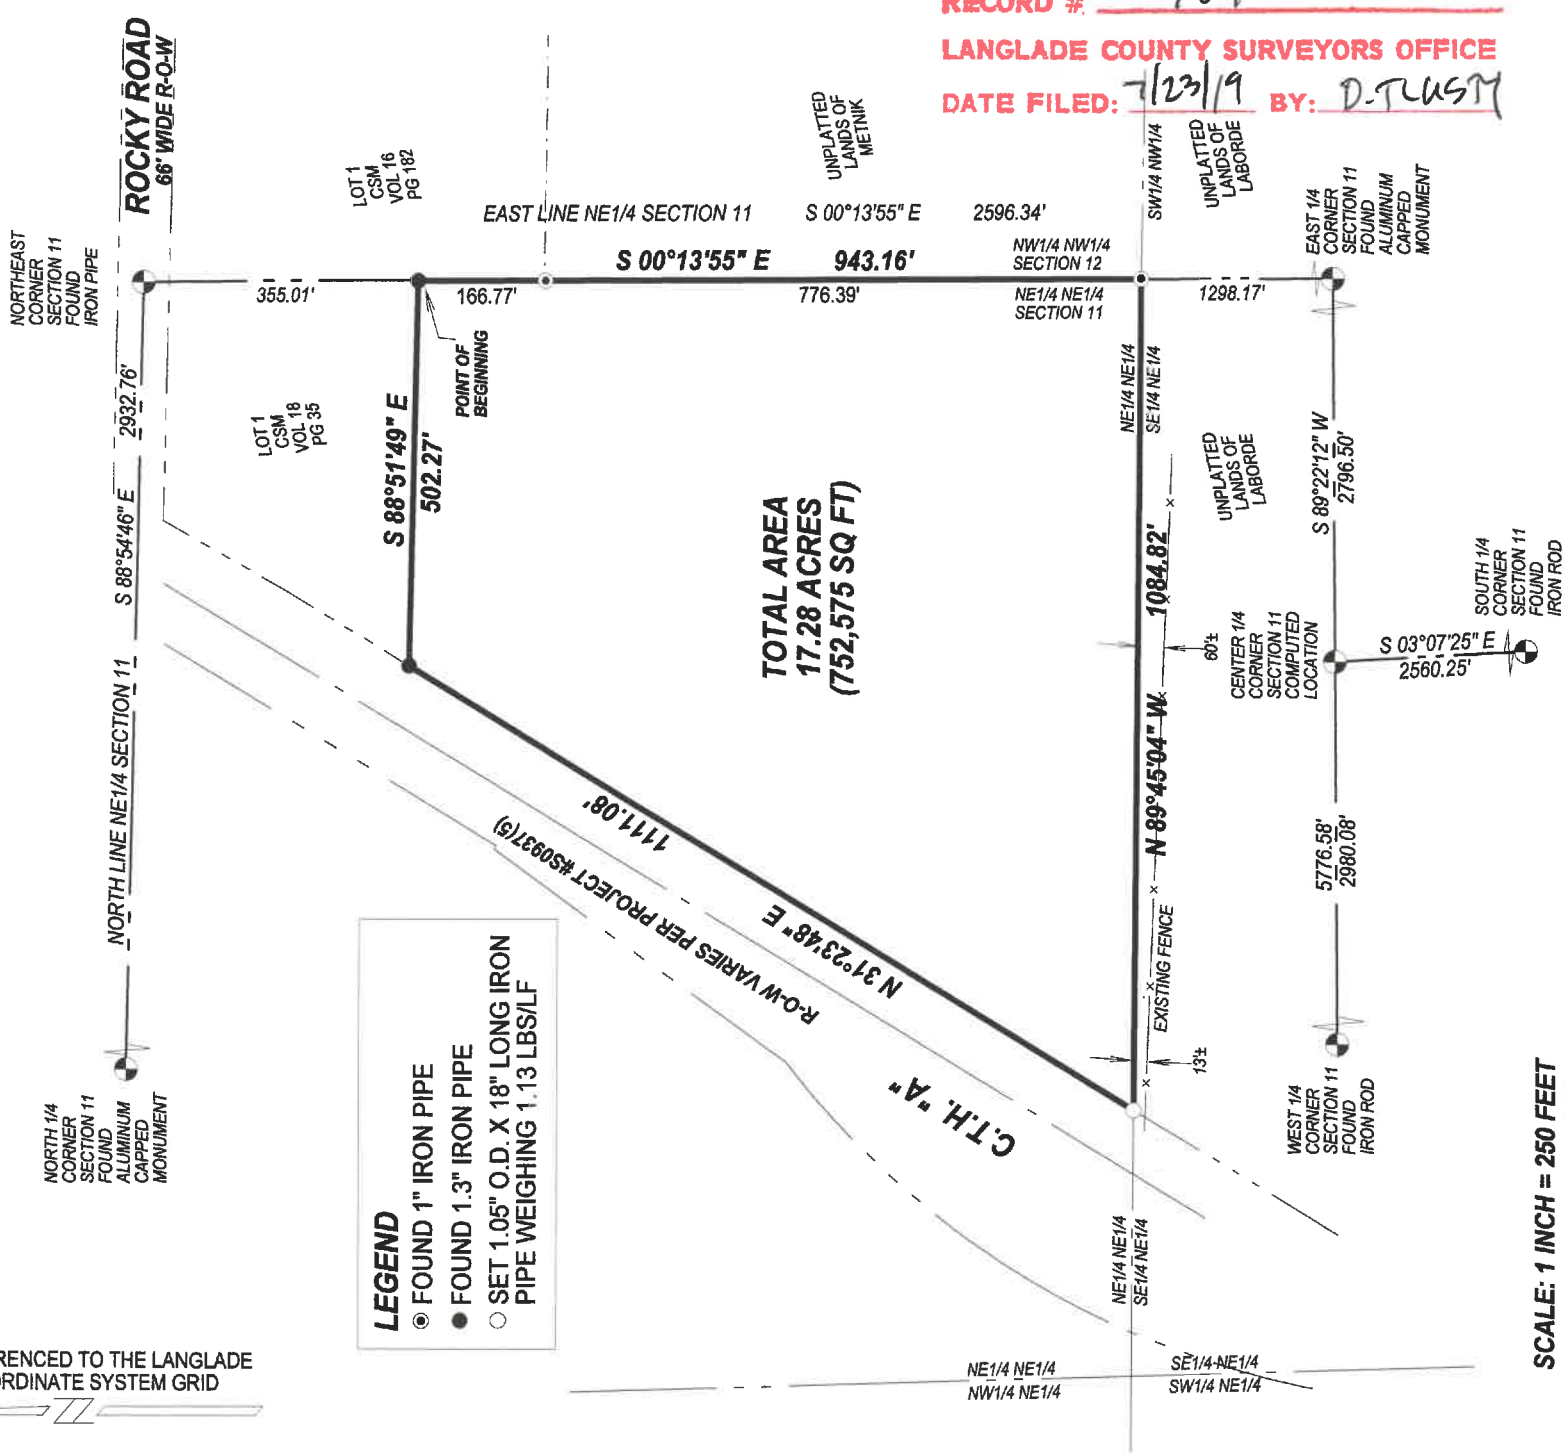 RECORD #
LANGLADE COUNTY SURVEYORS OFFICE
DATE FILED: 7/23/19 BY: D. TLUSTY
ROCKY ROAD
66' WIDE R-O-W
NORTHEAST
CORNER
SECTION 11
FOUND
IRON PIPE
LOT 1
CSM
VOL 16
PG 182
UNPLATTED
LANDS OF
METNIK
SW1/4 NW1/4
UNPLATTED
LANDS OF
LABORDE
EAST 1/4
CORNER
SECTION 11
FOUND
ALUMINUM
CAPPED
MONUMENT
EAST LINE NE1/4 SECTION 11 S 00°13'55" E 2596.34'
S 00°13'55" E 943.16'
NW1/4 NW1/4
SECTION 12
355.01'
166.77'
776.39'
NE1/4 NE1/4
SECTION 11
1298.17'
POINT OF
BEGINNING
LOT 1
CSM
VOL 18
PG 35
S 88°51'49" E
502.27'
NORTH LINE NE1/4 SECTION 11 S 88°54'46" E 2932.76'
TOTAL AREA
17.28 ACRES
(752,575 SQ FT)
NE1/4 NE1/4
SE1/4 NE1/4
UNPLATTED
LANDS OF
LABORDE
S 89°22'12" W
2796.50'
N 89°45'04" W 1084.82'
60'±
CENTER 1/4
CORNER
SECTION 11
COMPUTED
LOCATION
S 03°07'25" E
2560.25'
SOUTH 1/4
CORNER
SECTION 11
FOUND
IRON ROD
1111.08'
N 31°23'48" E
R-O-W VARIES PER PROJECT #S0937(5)
C.T.H. "A"
EXISTING FENCE
13'±
5776.58'
2980.08'
WEST 1/4
CORNER
SECTION 11
FOUND
IRON ROD
NORTH 1/4
CORNER
SECTION 11
FOUND
ALUMINUM
CAPPED
MONUMENT
LEGEND
FOUND 1" IRON PIPE
FOUND 1.3" IRON PIPE
SET 1.05" O.D. X 18" LONG IRON
PIPE WEIGHING 1.13 LBS/LF
NE1/4 NE1/4
SE1/4 NE1/4
NE1/4 NE1/4
NW1/4 NE1/4
SE1/4 NE1/4
SW1/4 NE1/4
RENCED TO THE LANGLADE
RDINATE SYSTEM GRID
SCALE: 1 INCH = 250 FEET